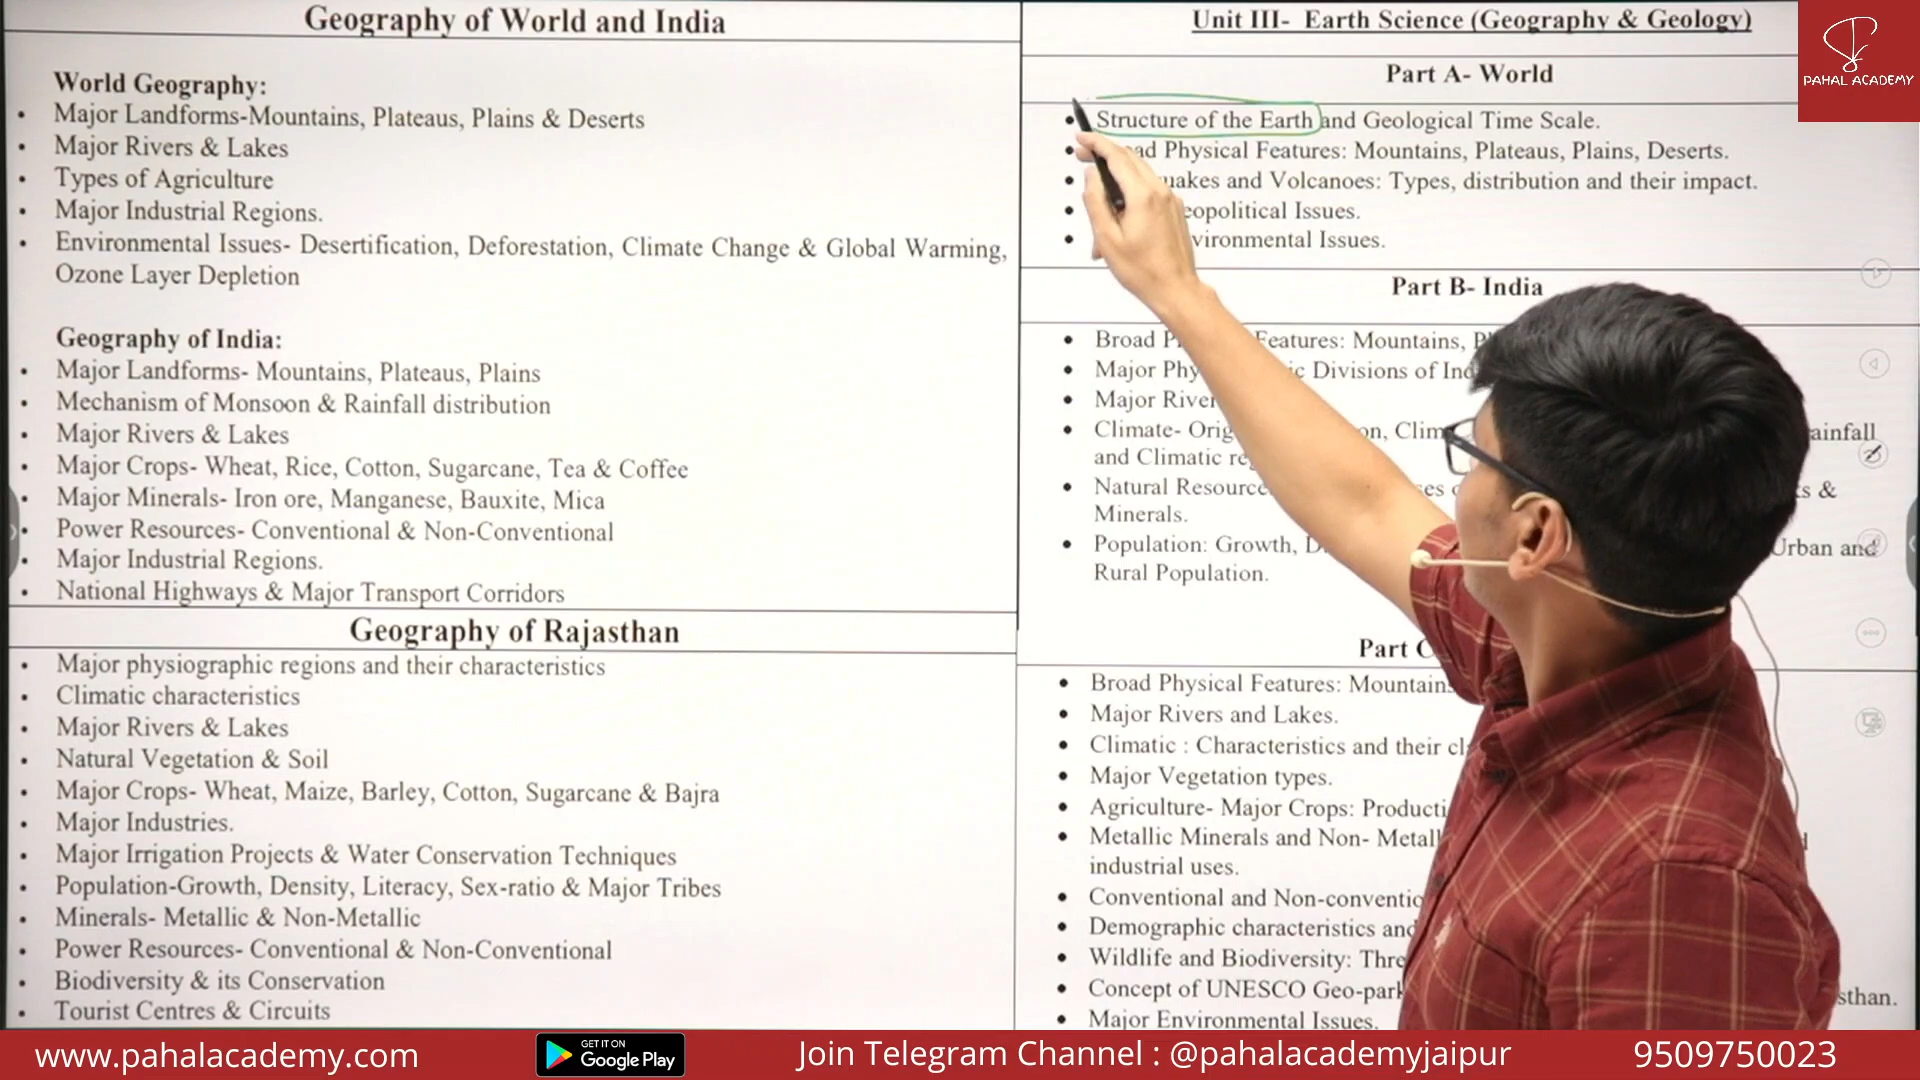 Geography of World and India
World Geography:
• Major Landforms-Mountains, Plateaus, Plains & Deserts
• Major Rivers & Lakes
• Types of Agriculture
• Major Industrial Regions.
• Environmental Issues- Desertification, Deforestation, Climate Change & Global Warming,
Ozone Layer Depletion
Geography of India:
• Major Landforms- Mountains, Plateaus, Plains
• Mechanism of Monsoon & Rainfall distribution
• Major Rivers & Lakes
• Major Crops- Wheat, Rice, Cotton, Sugarcane, Tea & Coffee
• Major Minerals- Iron ore, Manganese, Bauxite, Mica
• Power Resources- Conventional & Non-Conventional
• Major Industrial Regions.
• National Highways & Major Transport Corridors
Geography of Rajasthan
• Major physiographic regions and their characteristics
• Climatic characteristics
• Major Rivers & Lakes
• Natural Vegetation & Soil
• Major Crops- Wheat, Maize, Barley, Cotton, Sugarcane & Bajra
• Major Industries.
• Major Irrigation Projects & Water Conservation Techniques
• Population-Growth, Density, Literacy, Sex-ratio & Major Tribes
• Minerals- Metallic & Non-Metallic
• Power Resources- Conventional & Non-Conventional
• Biodiversity & its Conservation
• Tourist Centres & Circuits
Unit III- Earth Science (Geography & Geology)
Part A- World
• Structure of the Earth and Geological Time Scale.
• Physical Features: Mountains, Plateaus, Plains, Deserts.
• and Volcanoes: Types, distribution and their impact.
• Issues.
• Issues.
Part B- India
• Broad Features: Mountains,
• Major Divisions of
• Major
• Climate-
and Climatic
• Natural &
Minerals.
• Population: Growth, Urban and
Rural Population.
Part C
• Broad Physical Features:
• Major Rivers and Lakes.
• Climatic : Characteristics and their
• Major Vegetation types.
• Agriculture- Major Crops:
• Metallic Minerals and Non-
industrial uses.
• Conventional and
• Demographic characteristics
• Wildlife and Biodiversity:
• Concept of UNESCO
• Major Environmental Issues.
PAHAL ACADEMY
www.pahalacademy.com
GET IT ON
Google Play
Join Telegram Channel : @pahalacademyjaipur
9509750023